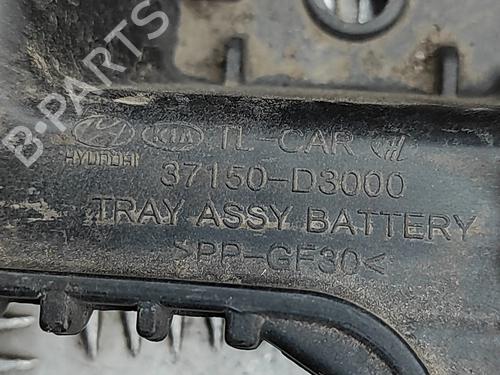 B-PARTS
HYUNDAI KIA TL-CAR
37150-D3000
TRAY ASSY BATTERY
>PP-GF30<